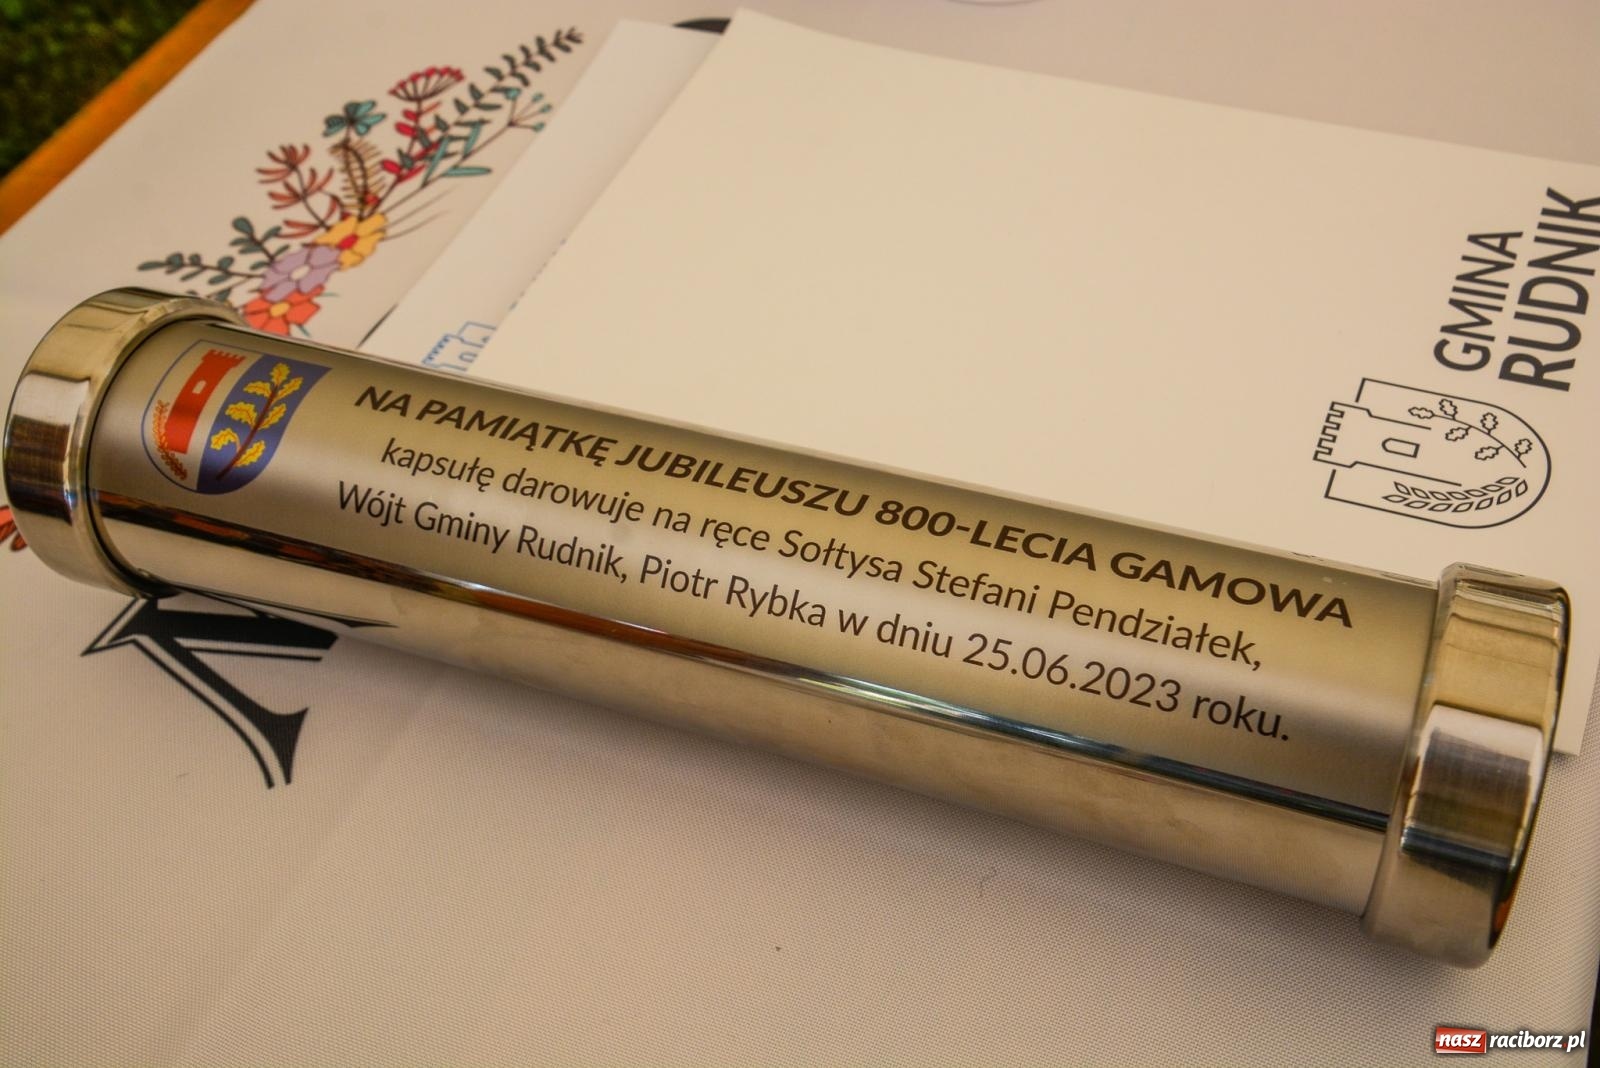 NA PAMIĄTKĘ JUBILEUSZU 800-LECIA GAMOWA
kapsułę darowuje na ręce Sołtysa Stefani Pendziałek,
Wójt Gminy Rudnik, Piotr Rybka w dniu 25.06.2023 roku.
GMINA
RUDNIK
nasz raciborz.pl